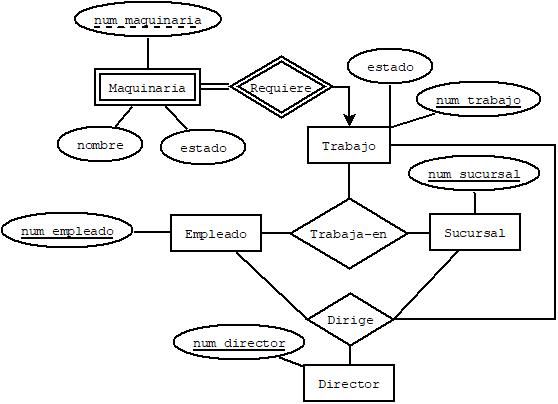 num_maquinaria
Maquinaria
Requiere
estado
nombre
estado
num_trabajo
Trabajo
num_sucursal
num_empleado
Empleado
Trabaja-en
Sucursal
Dirige
num_director
Director